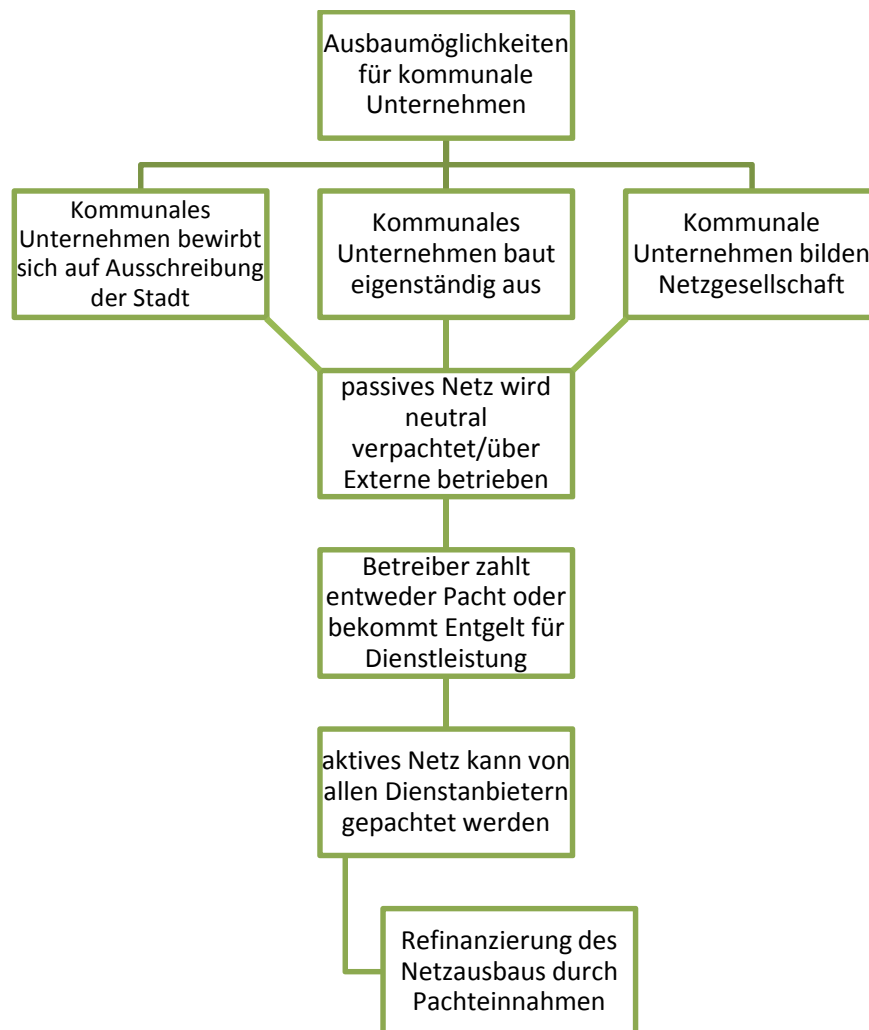 Ausbaumöglichkeiten
für kommunale
Unternehmen
Kommunales
Unternehmen bewirbt
sich auf Ausschreibung
der Stadt
Kommunales
Unternehmen baut
eigenständig aus
Kommunale
Unternehmen bilden
Netzgesellschaft
passives Netz wird
neutral
verpachtet/über
Externe betrieben
Betreiber zahlt
entweder Pacht oder
bekommt Entgelt für
Dienstleistung
aktives Netz kann von
allen Dienstanbietern
gepachtet werden
Refinanzierung des
Netzausbaus durch
Pachteinnahmen